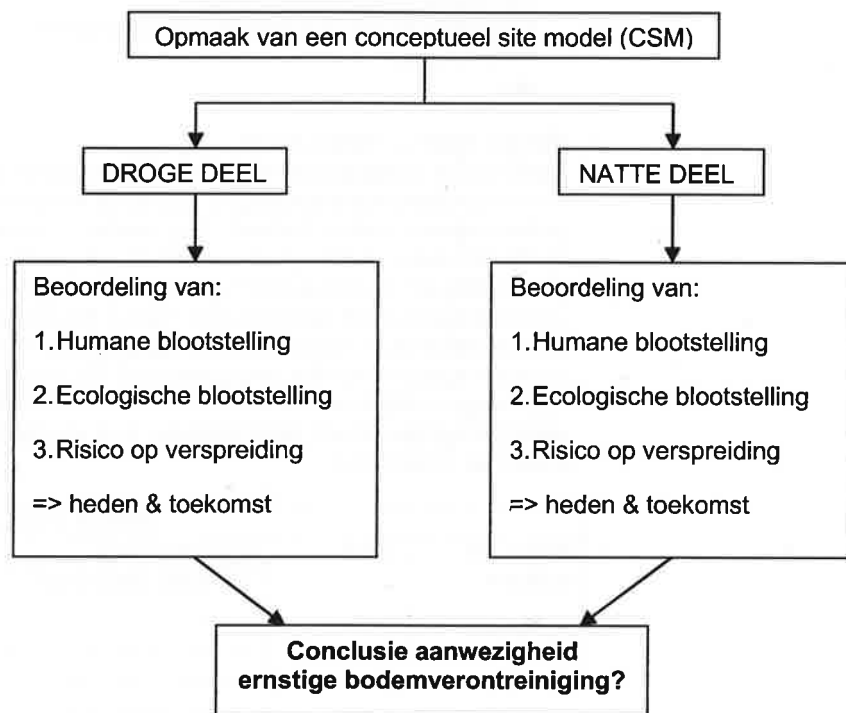 Opmaak van een conceptueel site model (CSM)
DROGE DEEL
NATTE DEEL
Beoordeling van:
1.Humane blootstelling
2.Ecologische blootstelling
3.Risico op verspreiding
=> heden & toekomst
Beoordeling van:
1.Humane blootstelling
2.Ecologische blootstelling
3.Risico op verspreiding
=> heden & toekomst
Conclusie aanwezigheid
ernstige bodemverontreiniging?